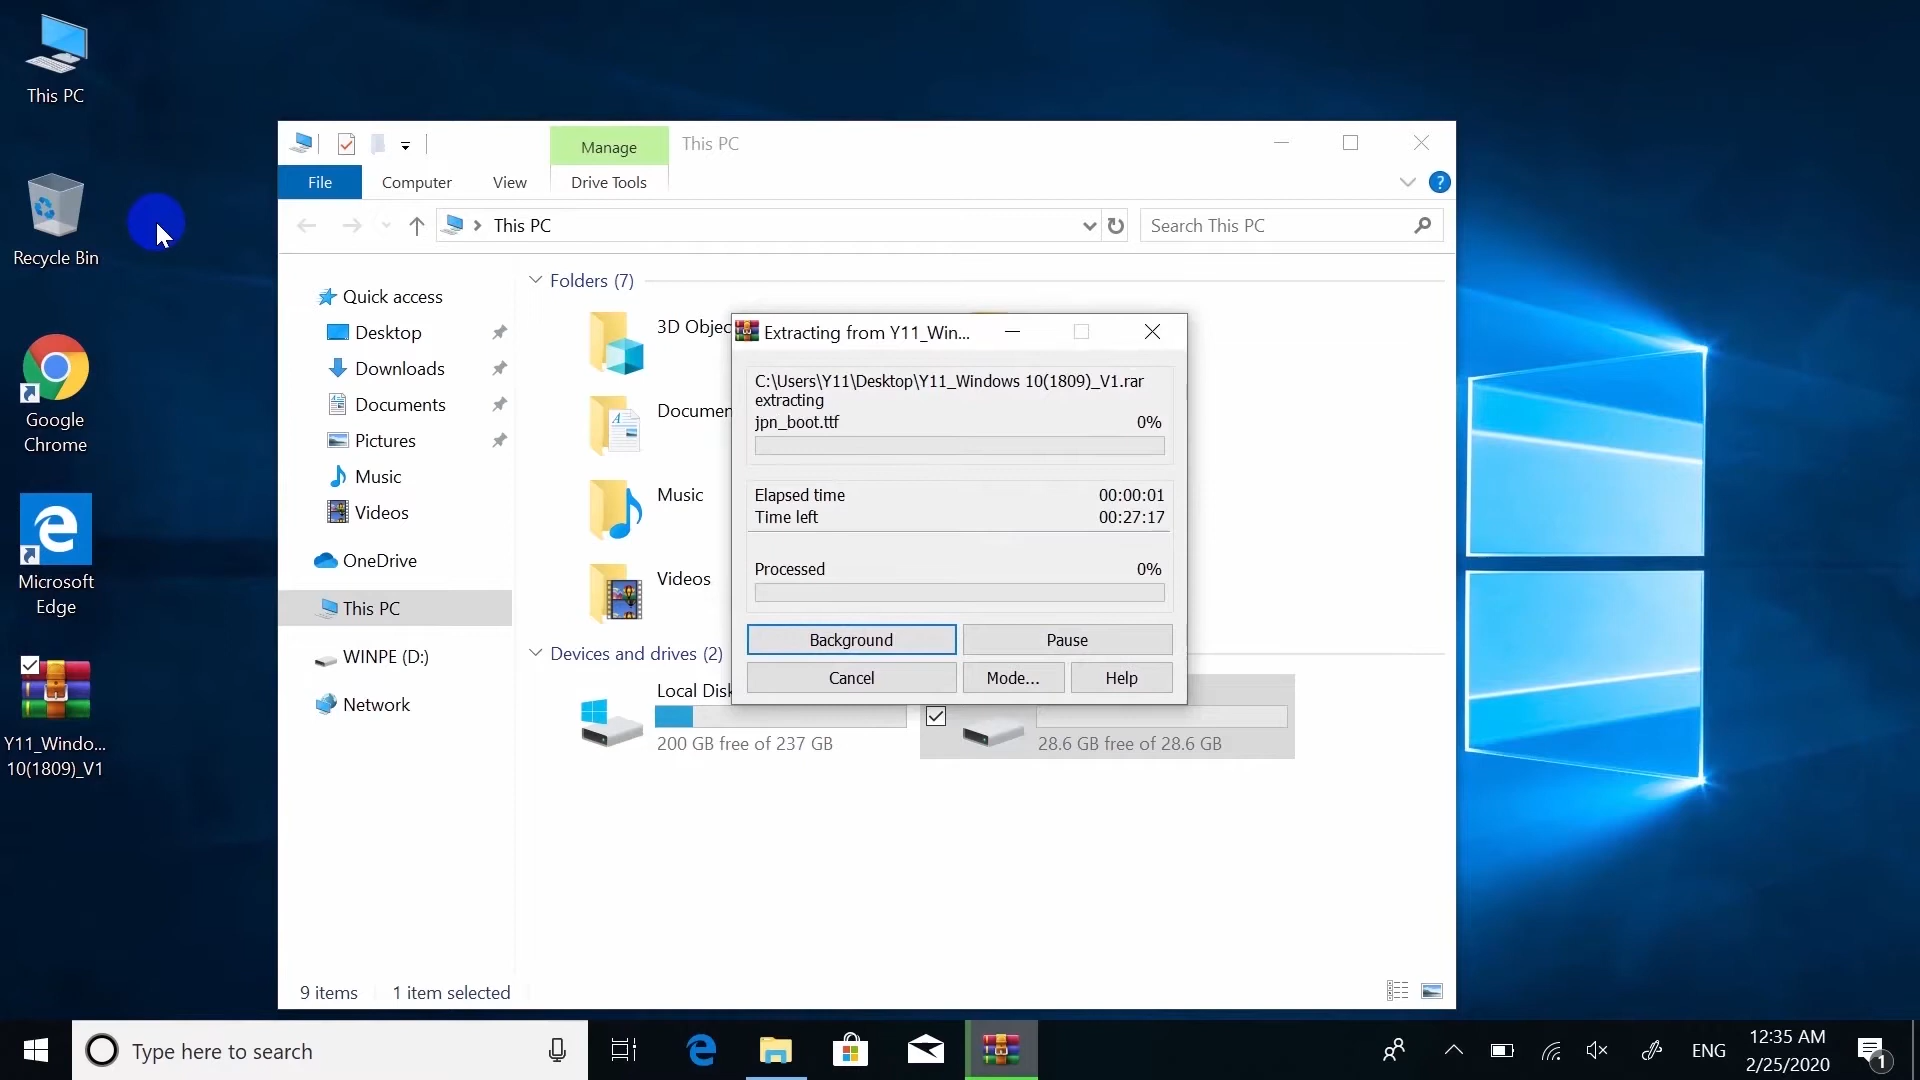 This PC
Recycle Bin
Google
Chrome
Microsoft
Edge
Y11_Windo...
10(1809)_V1
Manage
This PC
File
Computer
View
Drive Tools
?
This PC
Search This PC
Quick access
Desktop
Downloads
Documents
Pictures
Music
Videos
OneDrive
This PC
WINPE (D:)
Network
Folders (7)
3D Objec
Documen
Music
Videos
Devices and drives (2)
Local Disk
200 GB free of 237 GB
28.6 GB free of 28.6 GB
Extracting from Y11_Win...
C:\Users\Y11\Desktop\Y11_Windows 10(1809)_V1.rar
extracting
jpn_boot.ttf 0%
Elapsed time 00:00:01
Time left 00:27:17
Processed 0%
Background
Pause
Cancel
Mode...
Help
9 items
1 item selected
Type here to search
ENG
12:35 AM
2/25/2020
1